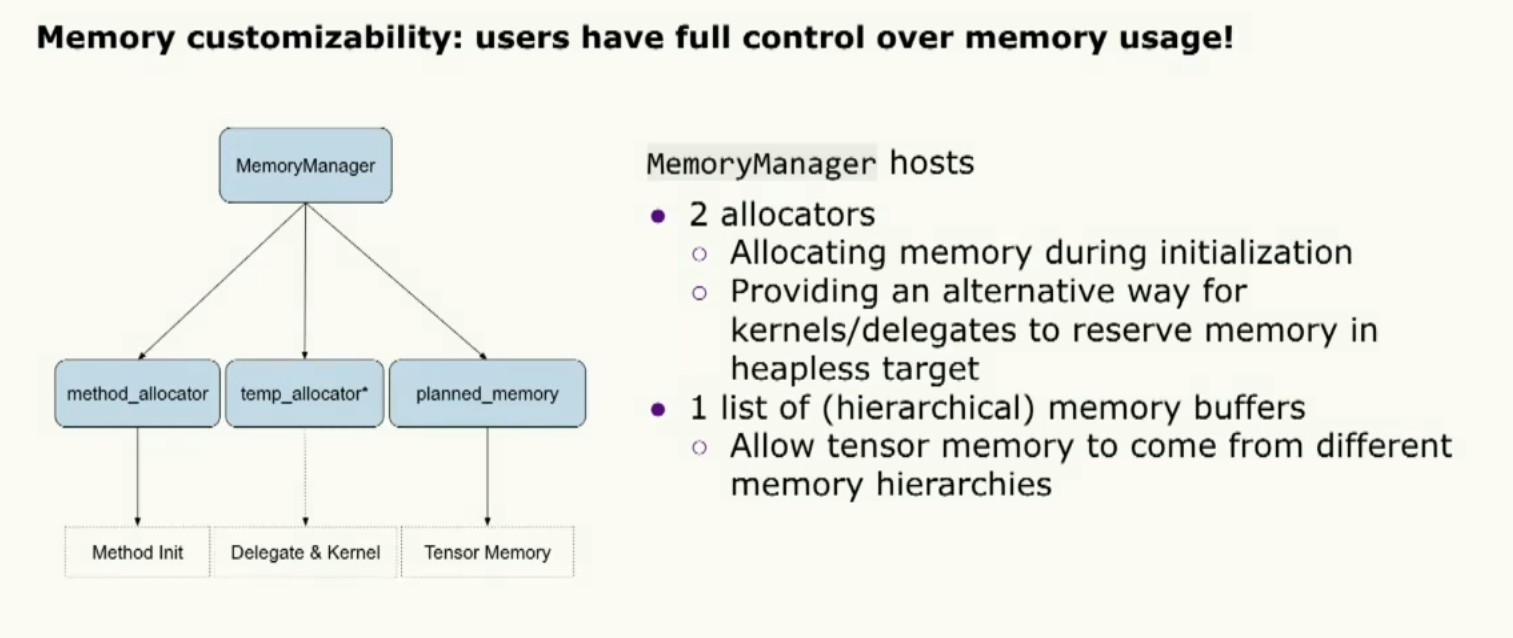 Memory customizability: users have full control over memory usage!
MemoryManager
method_allocator
temp_allocator*
planned_memory
Method Init
Delegate & Kernel
Tensor Memory
MemoryManager hosts
● 2 allocators
○ Allocating memory during initialization
○ Providing an alternative way for
kernels/delegates to reserve memory in
heapless target
● 1 list of (hierarchical) memory buffers
○ Allow tensor memory to come from different
memory hierarchies